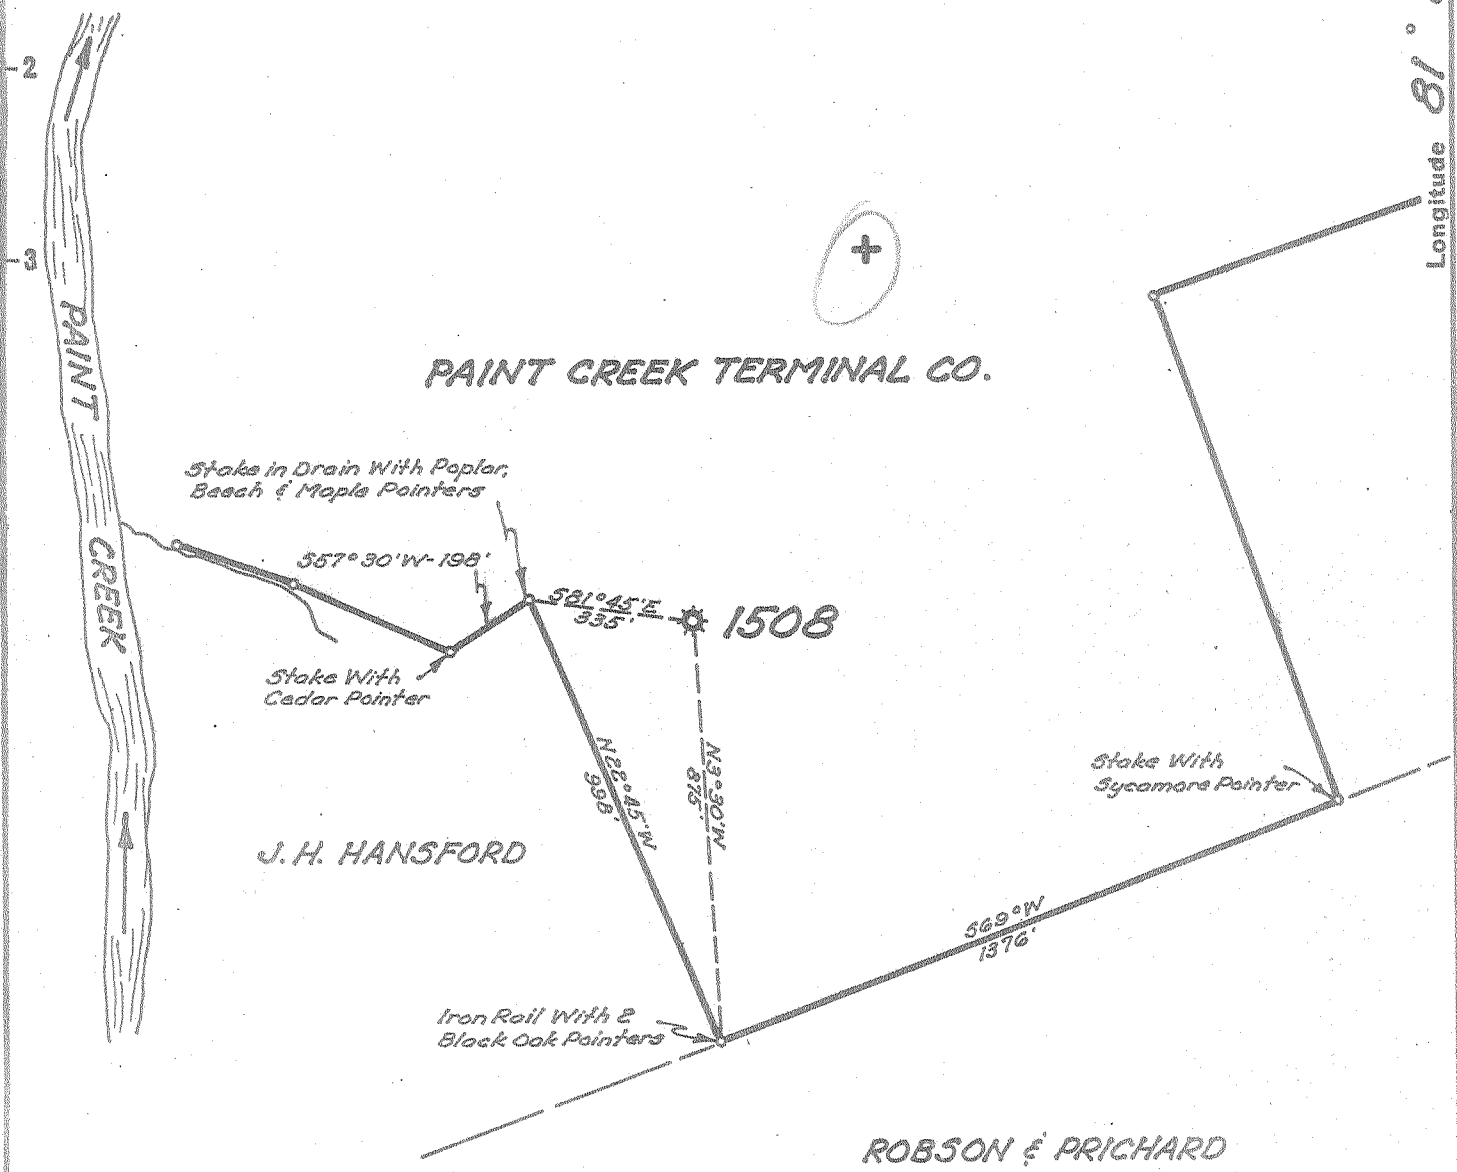 -2
81°
Longitude
-3
PAINT CREEK
PAINT CREEK TERMINAL CO.
Stake in Drain With Poplar,
Beech & Maple Pointers
S57°30'W-198'
S81°45'E
335'
1508
Stake With
Cedar Pointer
N22°45'W
998'
N3°30'W
875'
Stake With
Sycamore Pointer
J. H. HANSFORD
S69°W
1376'
Iron Rail With 2
Black Oak Pointers
ROBSON & PRICHARD